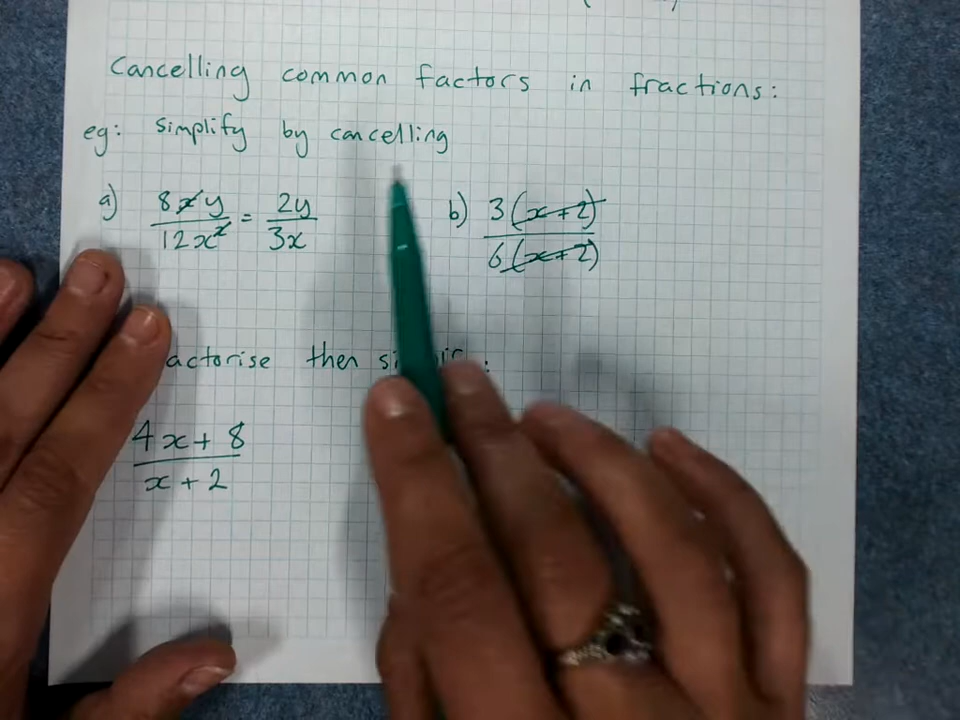 Cancelling common factors in fractions:
eg: simplify by cancelling
a) 8xy/12x² = 2y/3x b) 3(x+2)/6(x+2)
actorise then si
4x+8/x+2